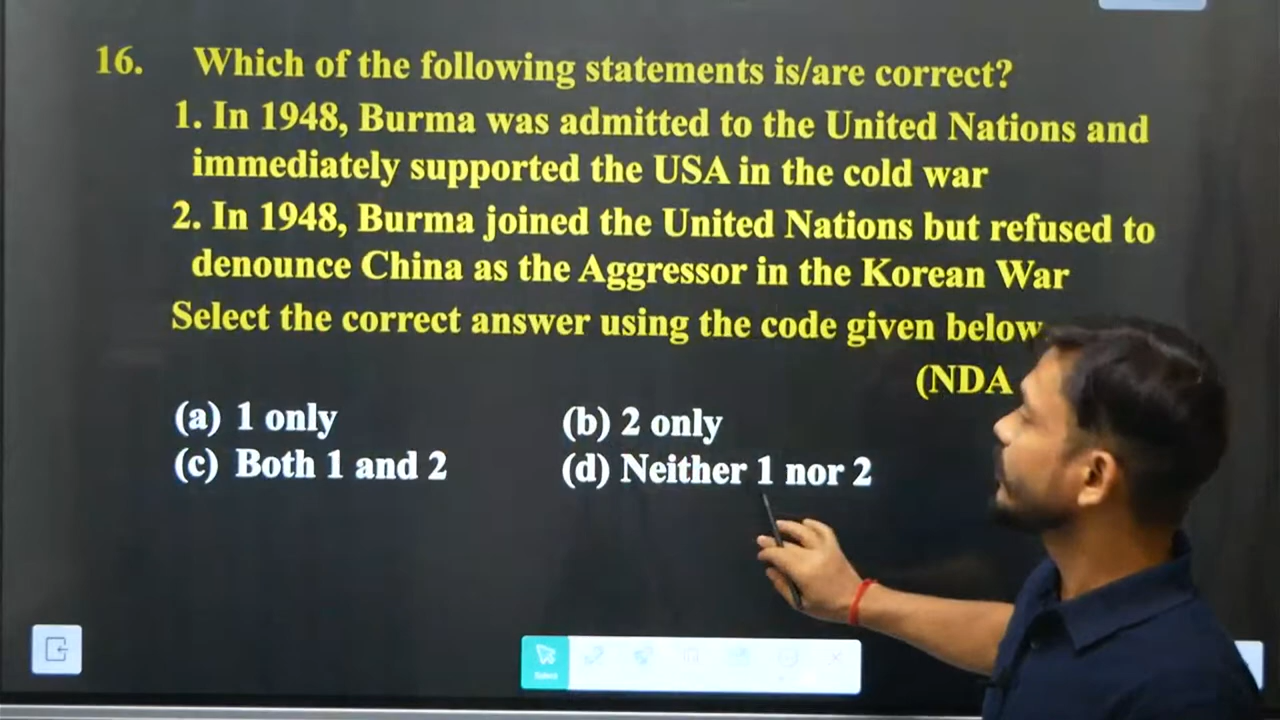 16. Which of the following statements is/are correct?
1. In 1948, Burma was admitted to the United Nations and
immediately supported the USA in the cold war
2. In 1948, Burma joined the United Nations but refused to
denounce China as the Aggressor in the Korean War
Select the correct answer using the code given below
(NDA
(a) 1 only (b) 2 only
(c) Both 1 and 2 (d) Neither 1 nor 2
Select